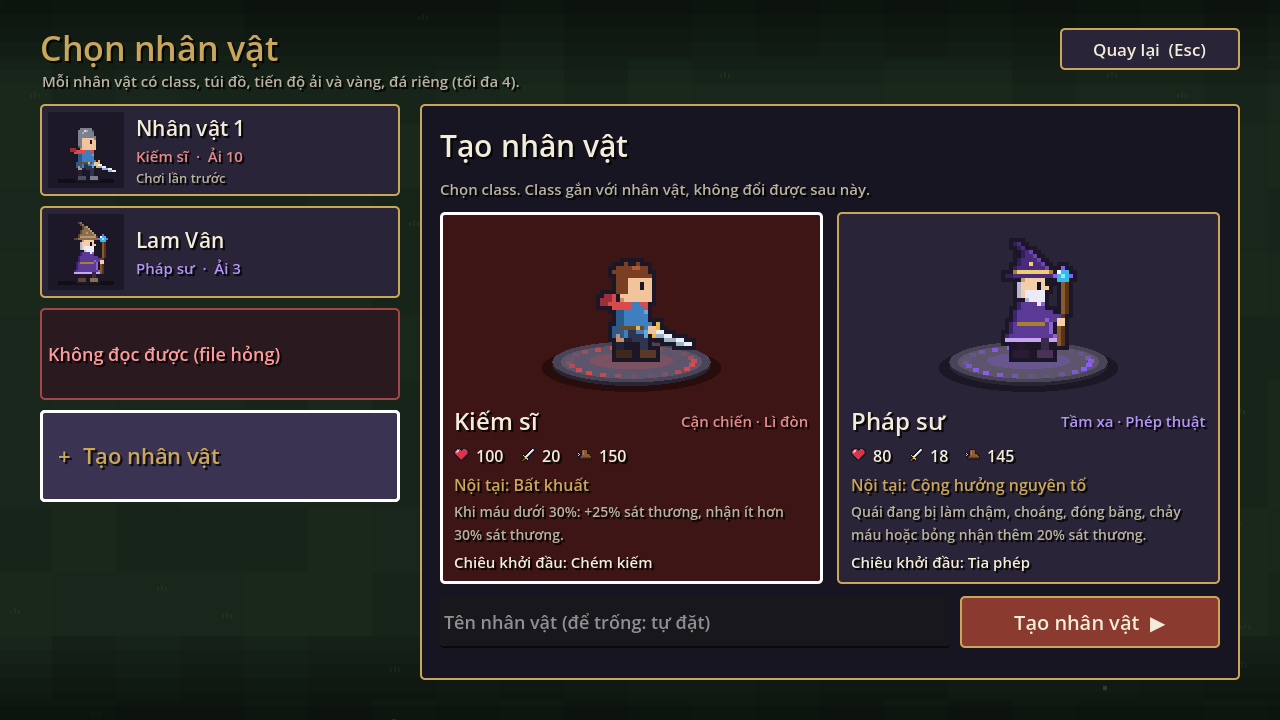 Chọn nhân vật
Mỗi nhân vật có class, túi đồ, tiến độ ải và vàng, đá riêng (tối đa 4).
Quay lại (Esc)
Nhân vật 1
Kiếm sĩ · Ải 10
Chơi lần trước
Lam Vân
Pháp sư · Ải 3
Không đọc được (file hỏng)
+ Tạo nhân vật
Tạo nhân vật
Chọn class. Class gắn với nhân vật, không đổi được sau này.
Kiếm sĩ
Cận chiến · Lì đòn
100 20 150
Nội tại: Bất khuất
Khi máu dưới 30%: +25% sát thương, nhận ít hơn
30% sát thương.
Chiêu khởi đầu: Chém kiếm
Pháp sư
Tầm xa · Phép thuật
80 18 145
Nội tại: Cộng hưởng nguyên tố
Quái đang bị làm chậm, choáng, đóng băng, chảy
máu hoặc bỏng nhận thêm 20% sát thương.
Chiêu khởi đầu: Tia phép
Tên nhân vật (để trống: tự đặt)
Tạo nhân vật ▶